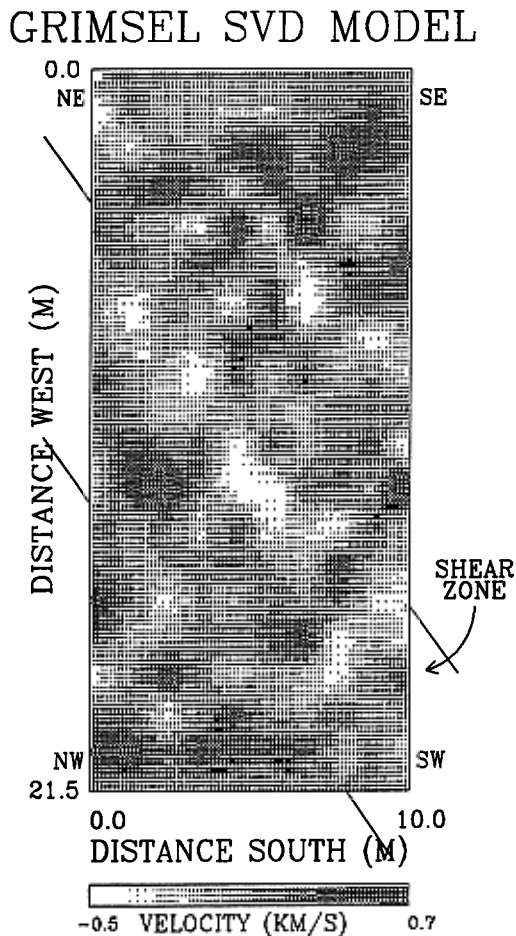 GRIMSEL SVD MODEL
0.0
NE
SE
DISTANCE WEST (M)
SHEAR
ZONE
NW
SW
21.5
0.0
10.0
DISTANCE SOUTH (M)
-0.5 VELOCITY (KM/S) 0.7